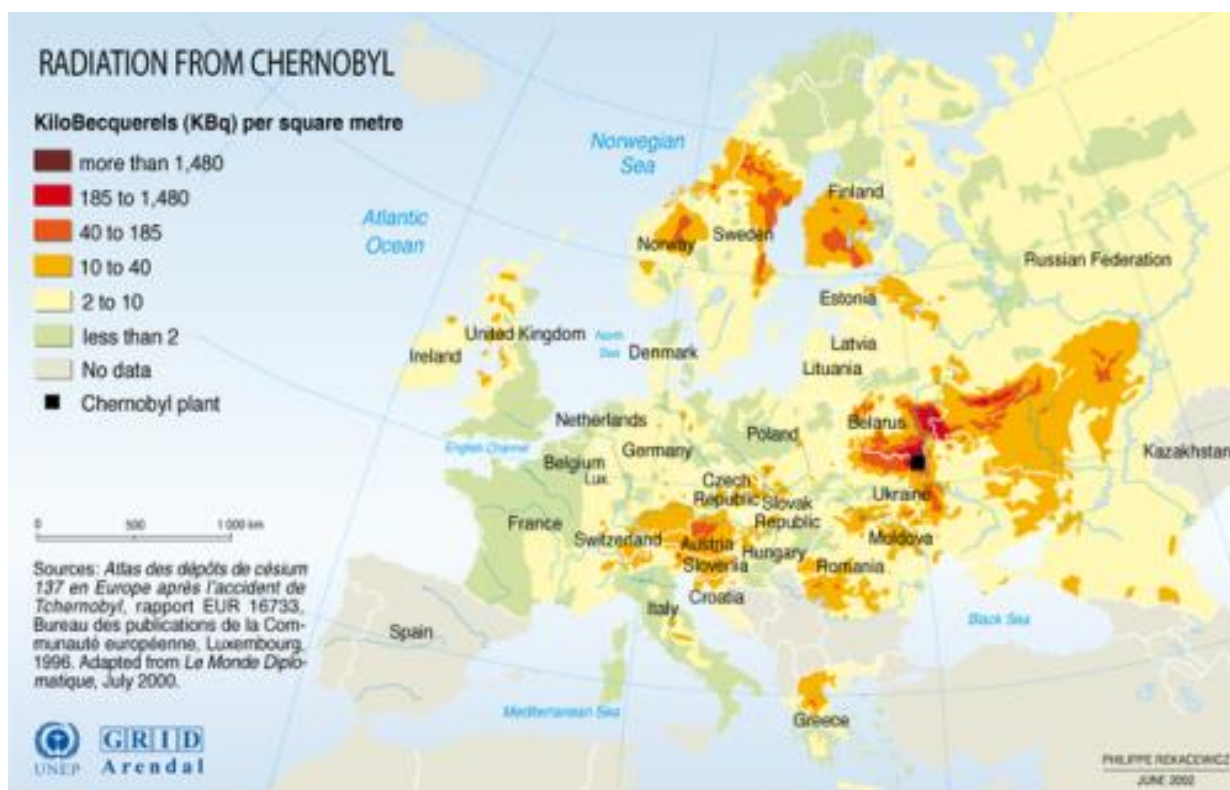 RADIATION FROM CHERNOBYL
KiloBecquerels (KBq) per square metre
more than 1,480
185 to 1,480
40 to 185
10 to 40
2 to 10
less than 2
No data
Chernobyl plant
0 500 1 000 km
Sources: Atlas des dépôts de césium
137 en Europe après l'accident de
Tchernobyl, rapport EUR 16733,
Bureau des publications de la Com-
munauté européenne, Luxembourg,
1996. Adapted from Le Monde Diplo-
matique, July 2000.
UNEP
GRID
Arendal
Norwegian
Sea
Atlantic
Ocean
Finland
Norway
Sweden
Russian Federation
Estonia
United Kingdom
North
Sea
Ireland
Denmark
Latvia
Lituania
Netherlands
Belarus
English Channel
Germany
Poland
Kazakhstan
Belgium
Lux.
Czech
Republic
Slovak
Republic
Ukraine
France
Switzerland
Austria
Hungary
Moldova
Slovenia
Romania
Croatia
Italy
Spain
Black Sea
Mediterranean Sea
Greece
PHILIPPE REKACEWICZ
JUNE 2002